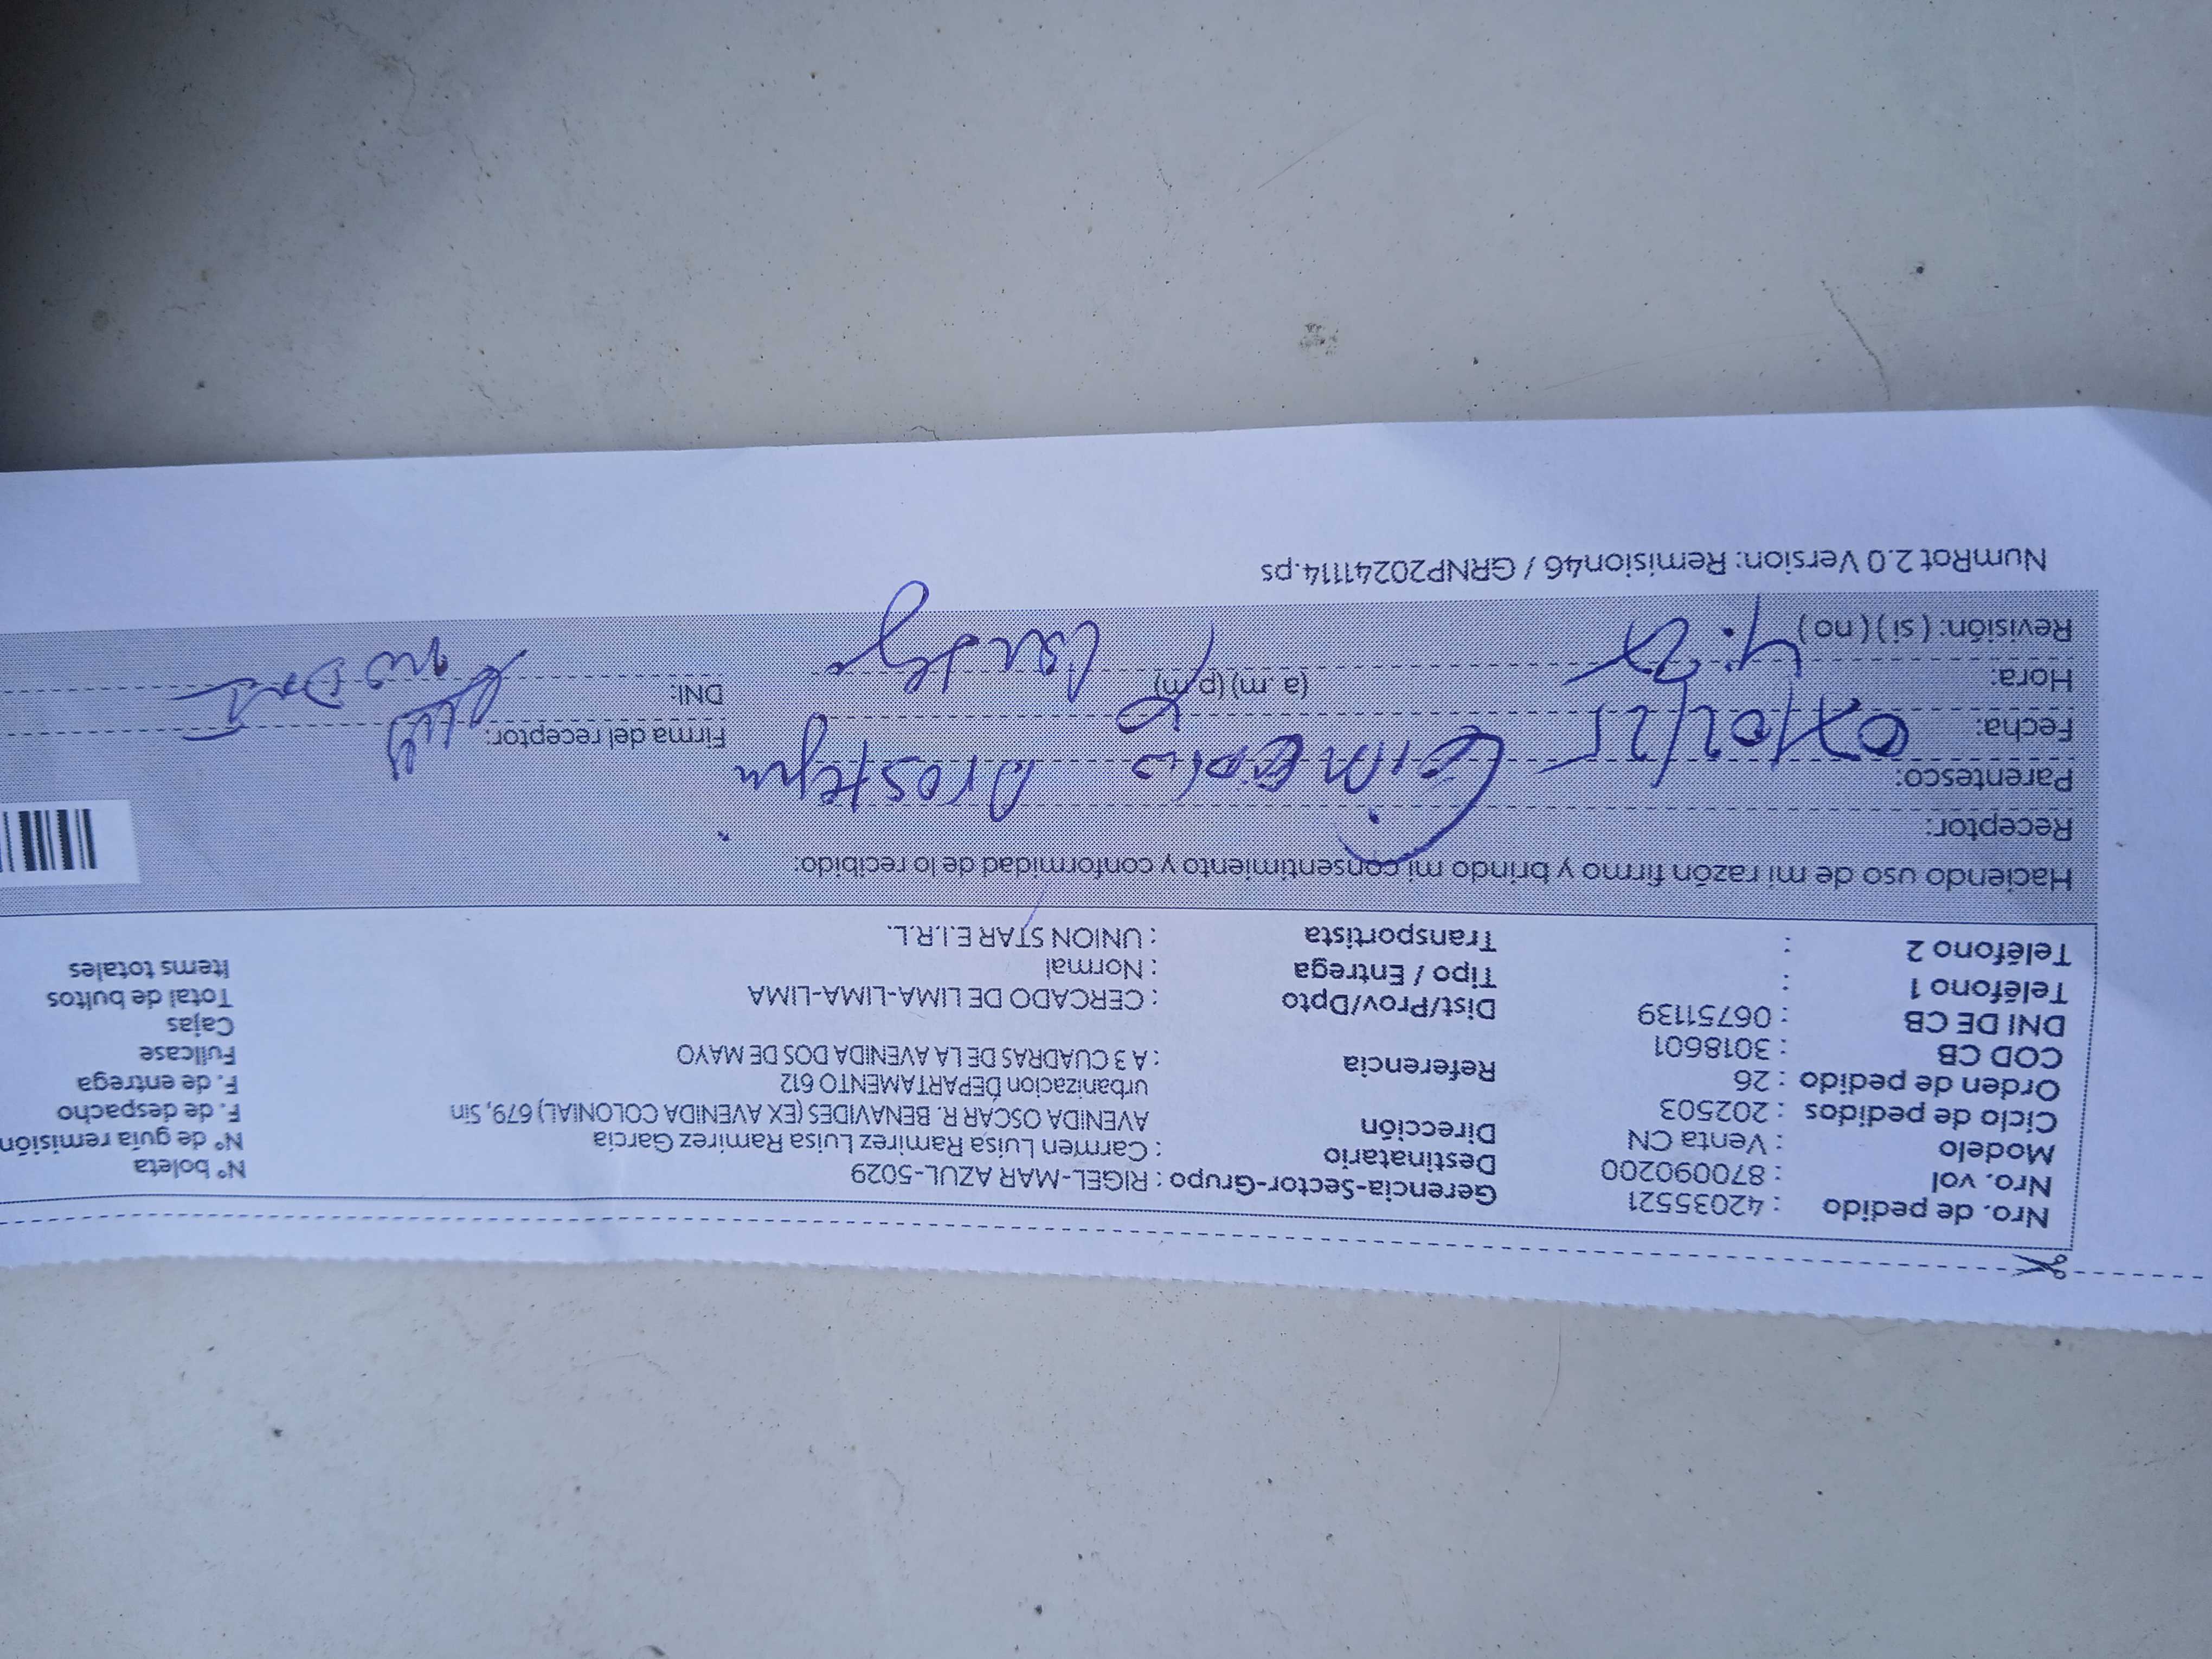 Nro. de pedido : 42035521 Gerencia-Sector-Grupo : RIGEL-MAR AZUL-5029 N° boleta
Nro. vol : 870090200 Destinatario : Carmen Luisa Ramirez Luisa Ramirez Garcia N° de guía remisión
Modelo : Venta CN Dirección AVENIDA OSCAR R. BENAVIDES (EX AVENIDA COLONIAL) 679, Sin F. de despacho
Ciclo de pedidos : 202503 urbanizacion DEPARTAMENTO 612 F. de entrega
Orden de pedido : 26 Referencia : A 3 CUADRAS DE LA AVENIDA DOS DE MAYO Fullcase
COD CB : 3018601 Cajas
DNI DE CB : 06751139 Dist/Prov/Dpto : CERCADO DE LIMA-LIMA-LIMA Total de bultos
Teléfono 1 : Tipo / Entrega : Normal Items totales
Teléfono 2 : Transportista : UNION STAR E.I.R.L.
Haciendo uso de mi razón firmo y brindo mi consentimiento y conformidad de lo recibido:
Receptor:
Parentesco:
Fecha: 07/02/25 Firma del receptor:
Hora: (a .m) (p.m) DNI:
Revisión: ( si ) ( no )
NumRot 2.0 Version: Remision46 / GRNP20241114.ps